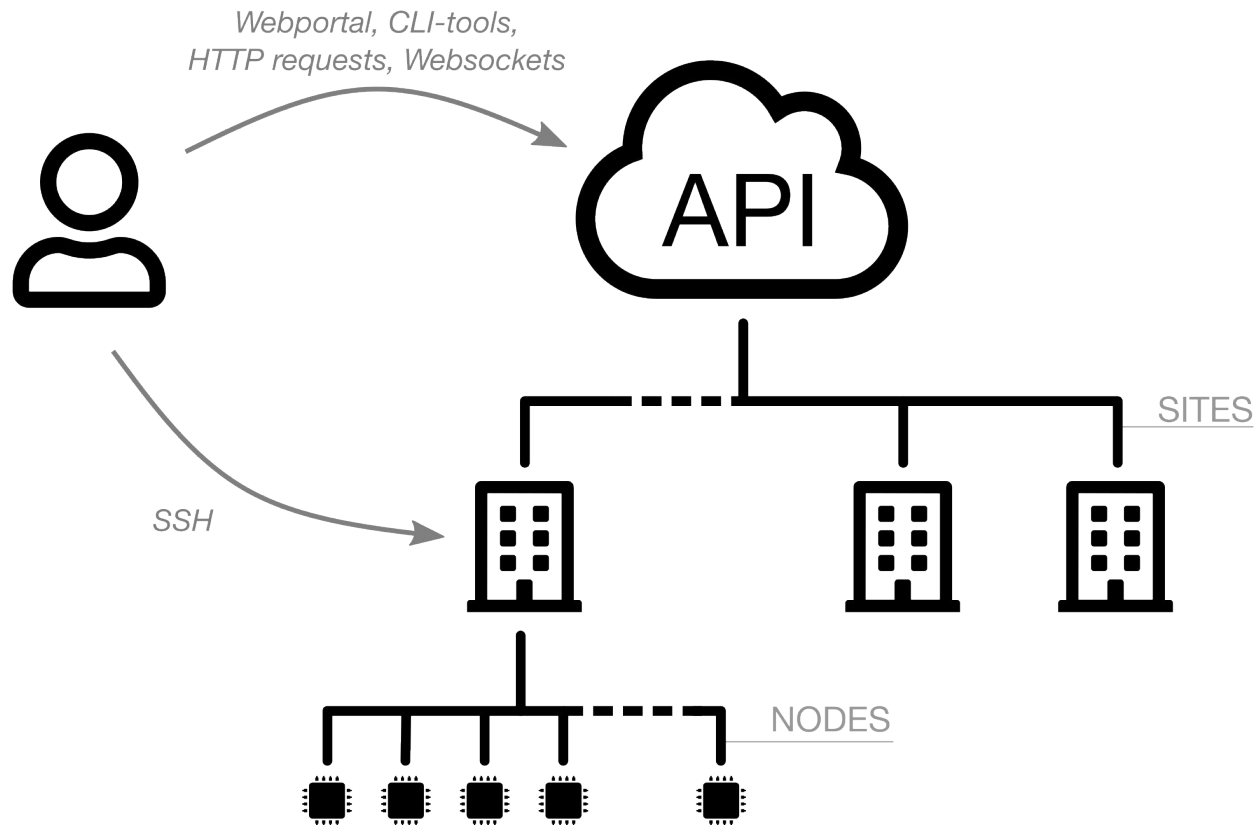 Webportal, CLI-tools,
HTTP requests, Websockets
API
SITES
SSH
NODES